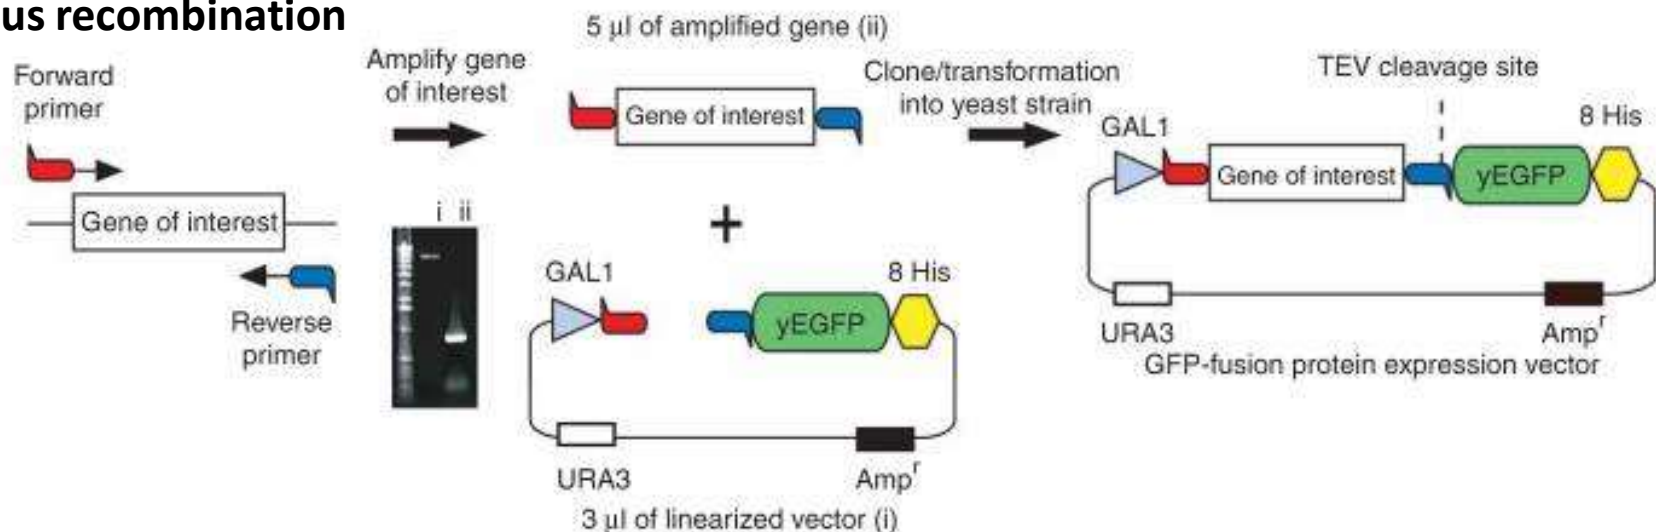 us recombination
Forward
primer
Gene of interest
Reverse
primer
Amplify gene
of interest
i ii
5 µl of amplified gene (ii)
Gene of interest
+
GAL1
8 His
yEGFP
URA3
Ampr
3 µl of linearized vector (i)
Clone/transformation
into yeast strain
TEV cleavage site
GAL1
8 His
Gene of interest
yEGFP
URA3
Ampr
GFP-fusion protein expression vector